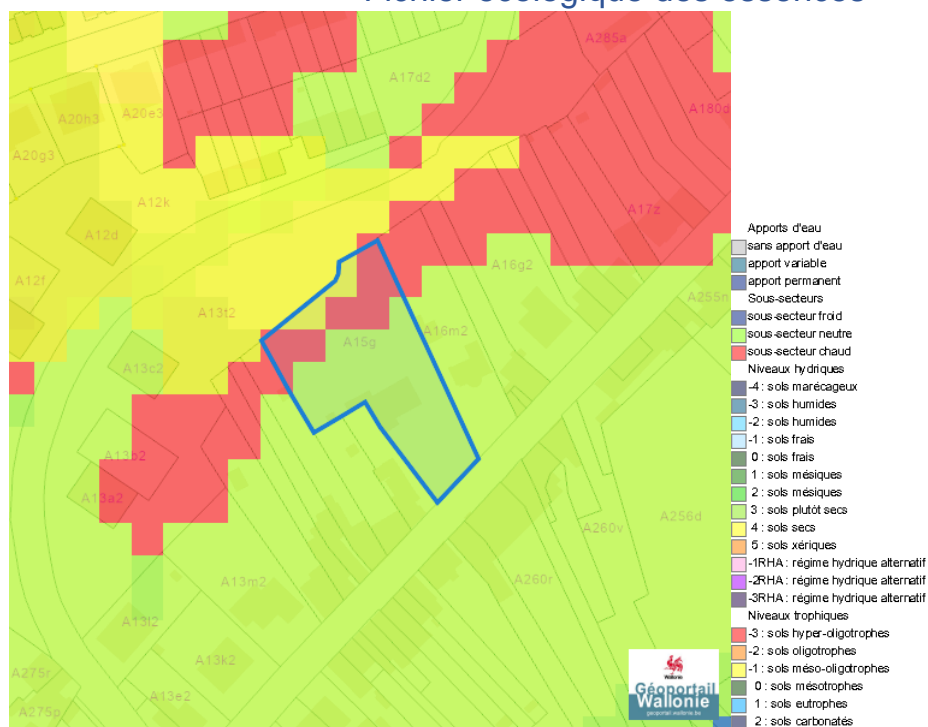 Fichier écologique des essences
A285a
A17d2
A180d
A20h3
A20e3
A20g3
A12k
A17z
A12d
A16g2
A12f
A255n
A13t2
A15g
A16m2
A13c2
A13b2
A13a2
A260v
A256d
A13m2
A260r
A13l2
A13k2
A275r
A13e2
A275p
Wallonie
Géoportail
Wallonie
geoportail.wallonie.be
Apports d'eau
sans apport d'eau
apport variable
apport permanent
Sous-secteurs
sous-secteur froid
sous-secteur neutre
sous-secteur chaud
Niveaux hydriques
-4 : sols marécageux
-3 : sols humides
-2 : sols humides
-1 : sols frais
0 : sols frais
1 : sols mésiques
2 : sols mésiques
3 : sols plutôt secs
4 : sols secs
5 : sols xériques
-1RHA : régime hydrique alternatif
-2RHA : régime hydrique alternatif
-3RHA : régime hydrique alternatif
Niveaux trophiques
-3 : sols hyper-oligotrophes
-2 : sols oligotrophes
-1 : sols méso-oligotrophes
0 : sols mésotrophes
1 : sols eutrophes
2 : sols carbonatés